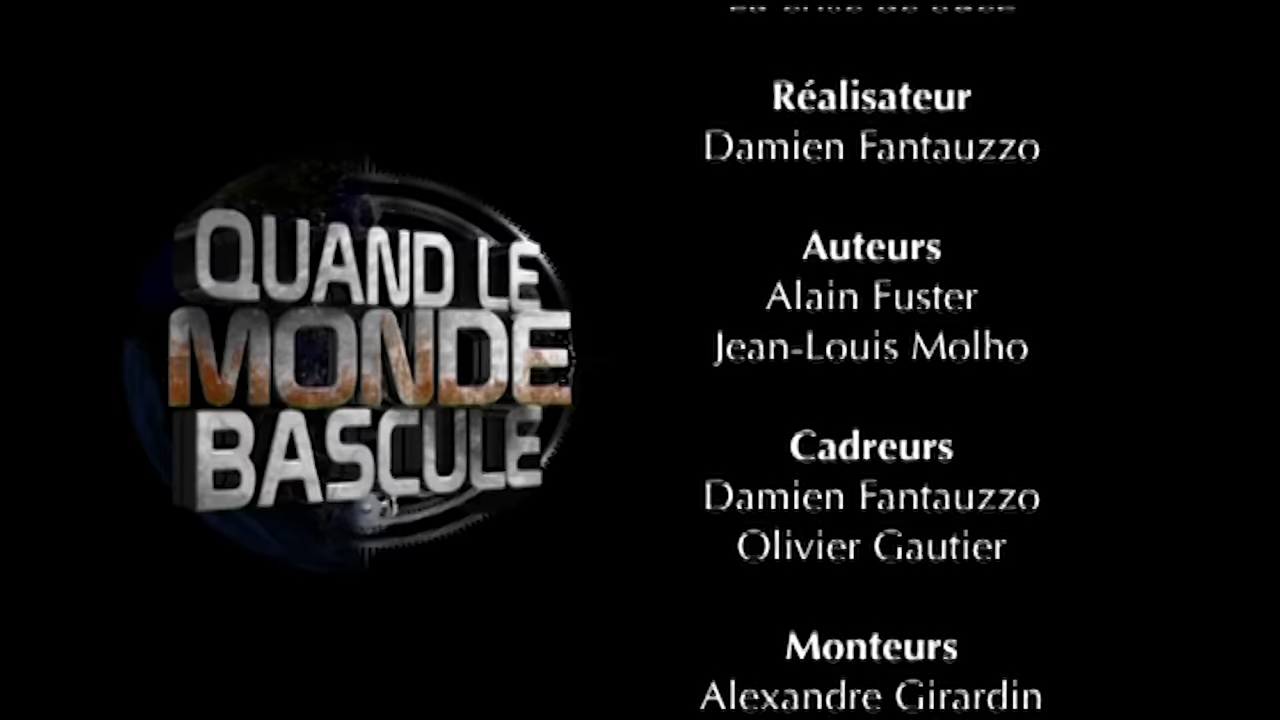 QUAND LE
MONDE
BASCULE
Réalisateur
Damien Fantauzzo
Auteurs
Alain Fuster
Jean-Louis Molho
Cadreurs
Damien Fantauzzo
Olivier Gautier
Monteurs
Alexandre Girardin